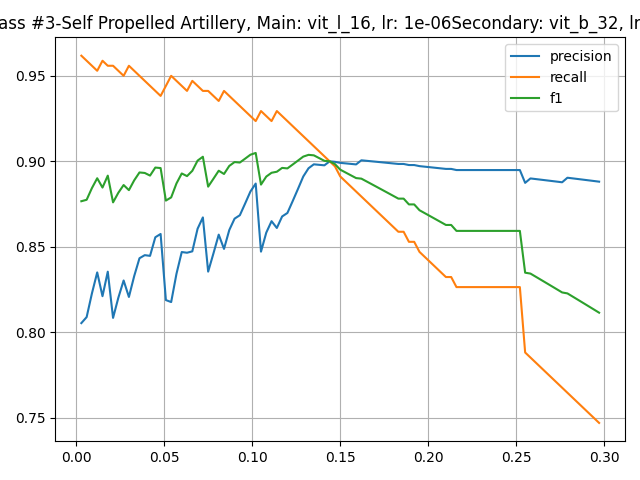 ass #3-Self Propelled Artillery, Main: vit_l_16, lr: 1e-06Secondary: vit_b_32, lr
precision
recall
f1
0.95
0.90
0.85
0.80
0.75
0.00 0.05 0.10 0.15 0.20 0.25 0.30